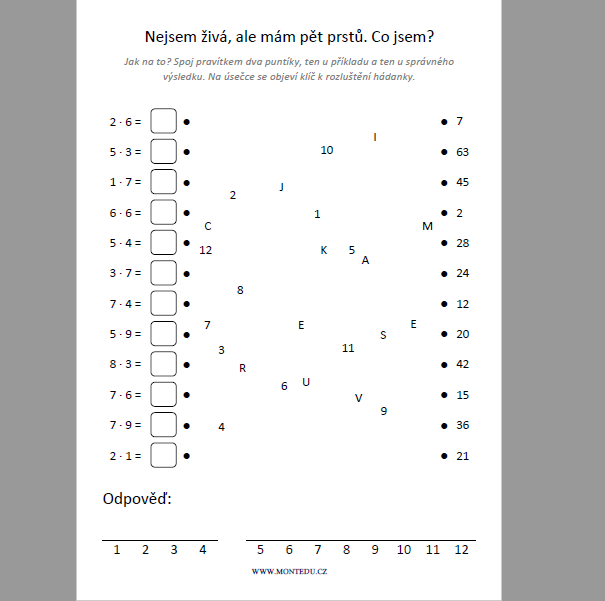 Nejsem živá, ale mám pět prstů. Co jsem?
Jak na to? Spoj pravítkem dva puntíky, ten u příkladu a ten u správného
výsledku. Na úsečce se objeví klíč k rozluštění hádanky.
2 · 6 = 7
I
5 · 3 = 10 63
1 · 7 = 45
J
2
6 · 6 = 1 2
C M
5 · 4 = 28
12 K 5
A
3 · 7 = 24
8
7 · 4 = 12
7 E E
5 · 9 = S 20
3 11
8 · 3 = 42
R
6 U
7 · 6 = V 15
9
7 · 9 = 4 36
2 · 1 = 21
Odpověď:
1 2 3 4 5 6 7 8 9 10 11 12
WWW.MONTEDU.CZ